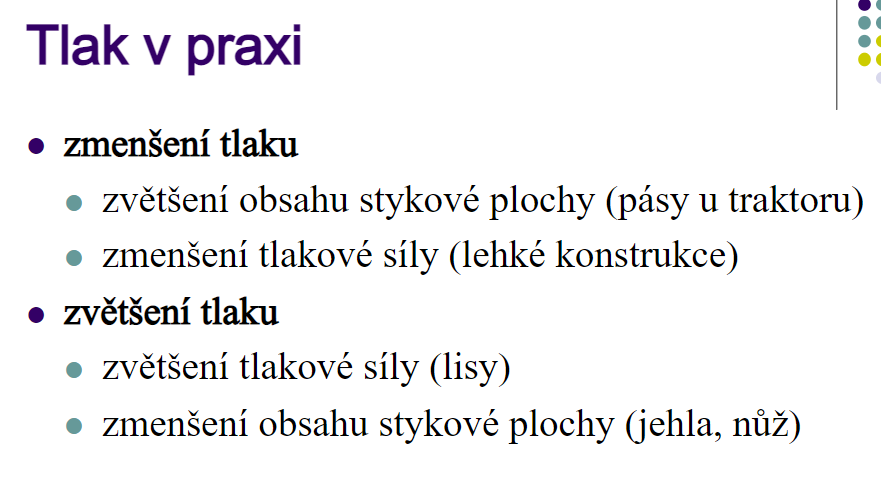 Tlak v praxi
zmenšení tlaku
zvětšení obsahu stykové plochy (pásy u traktoru)
zmenšení tlakové síly (lehké konstrukce)
zvětšení tlaku
zvětšení tlakové síly (lisy)
zmenšení obsahu stykové plochy (jehla, nůž)